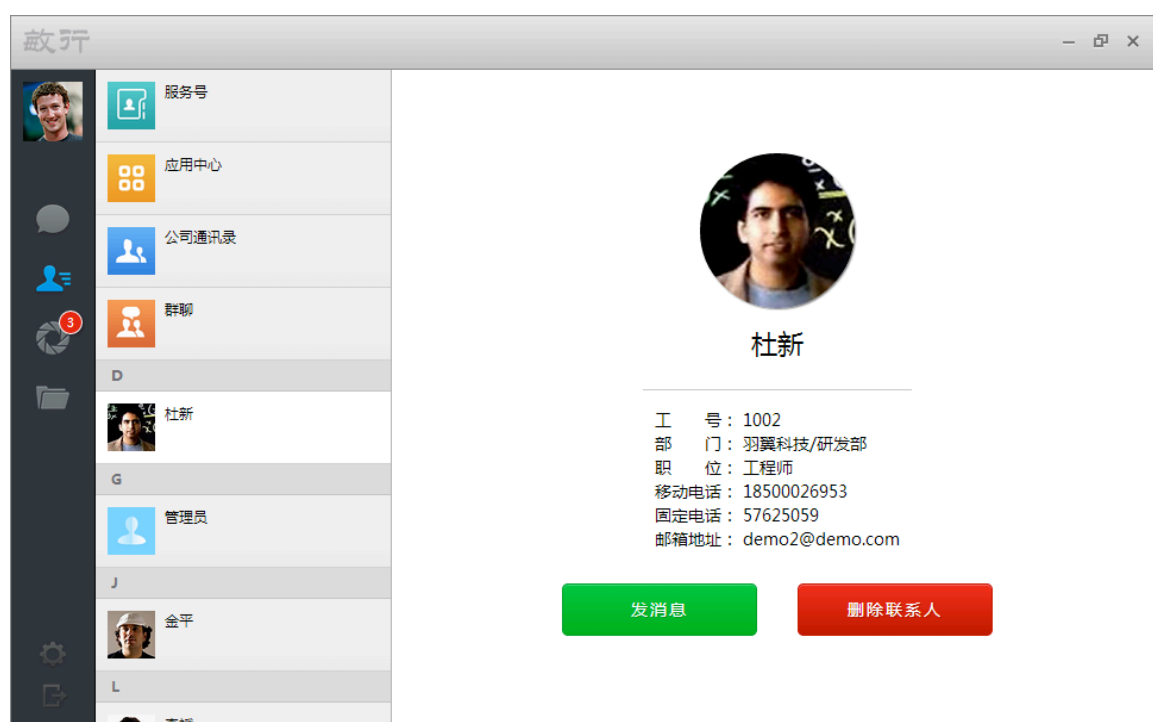 敏行
服务号
应用中心
公司通讯录
群聊
3
D
杜新
G
管理员
J
金平
L
杜新
工 号： 1002
部 门： 羽翼科技/研发部
职 位： 工程师
移动电话： 18500026953
固定电话： 57625059
邮箱地址： demo2@demo.com
发消息
删除联系人